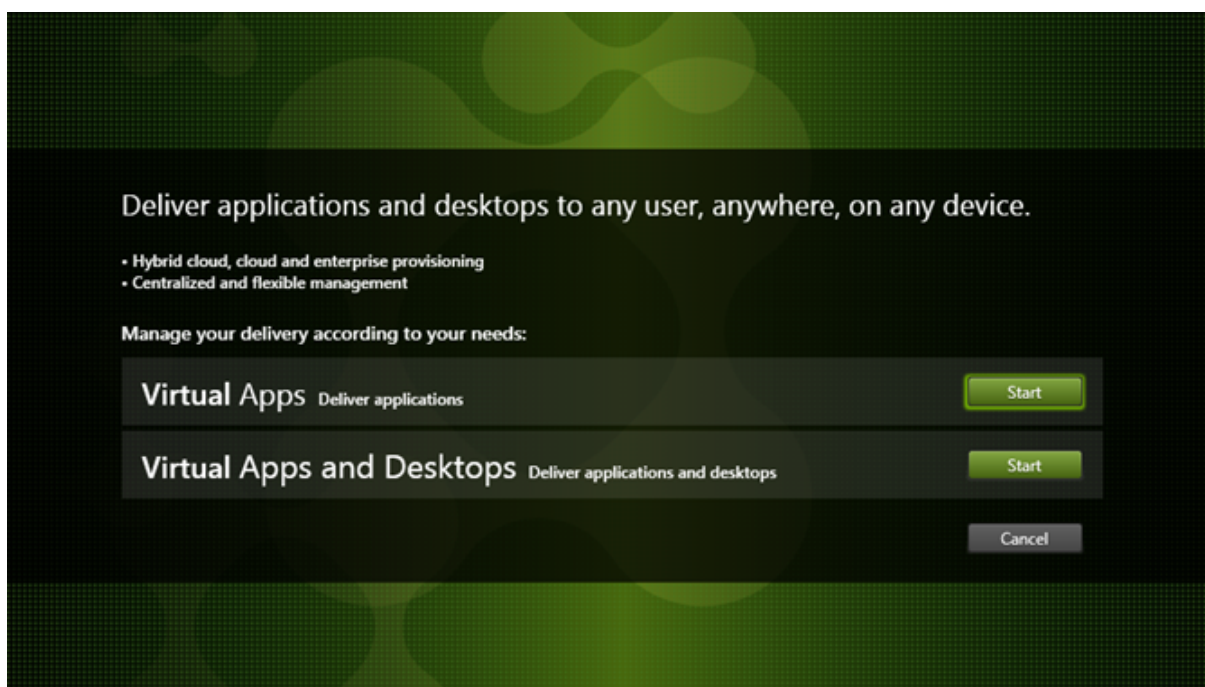 Deliver applications and desktops to any user, anywhere, on any device.
• Hybrid cloud, cloud and enterprise provisioning
• Centralized and flexible management
Manage your delivery according to your needs:
Virtual Apps Deliver applications Start
Virtual Apps and Desktops Deliver applications and desktops Start
Cancel